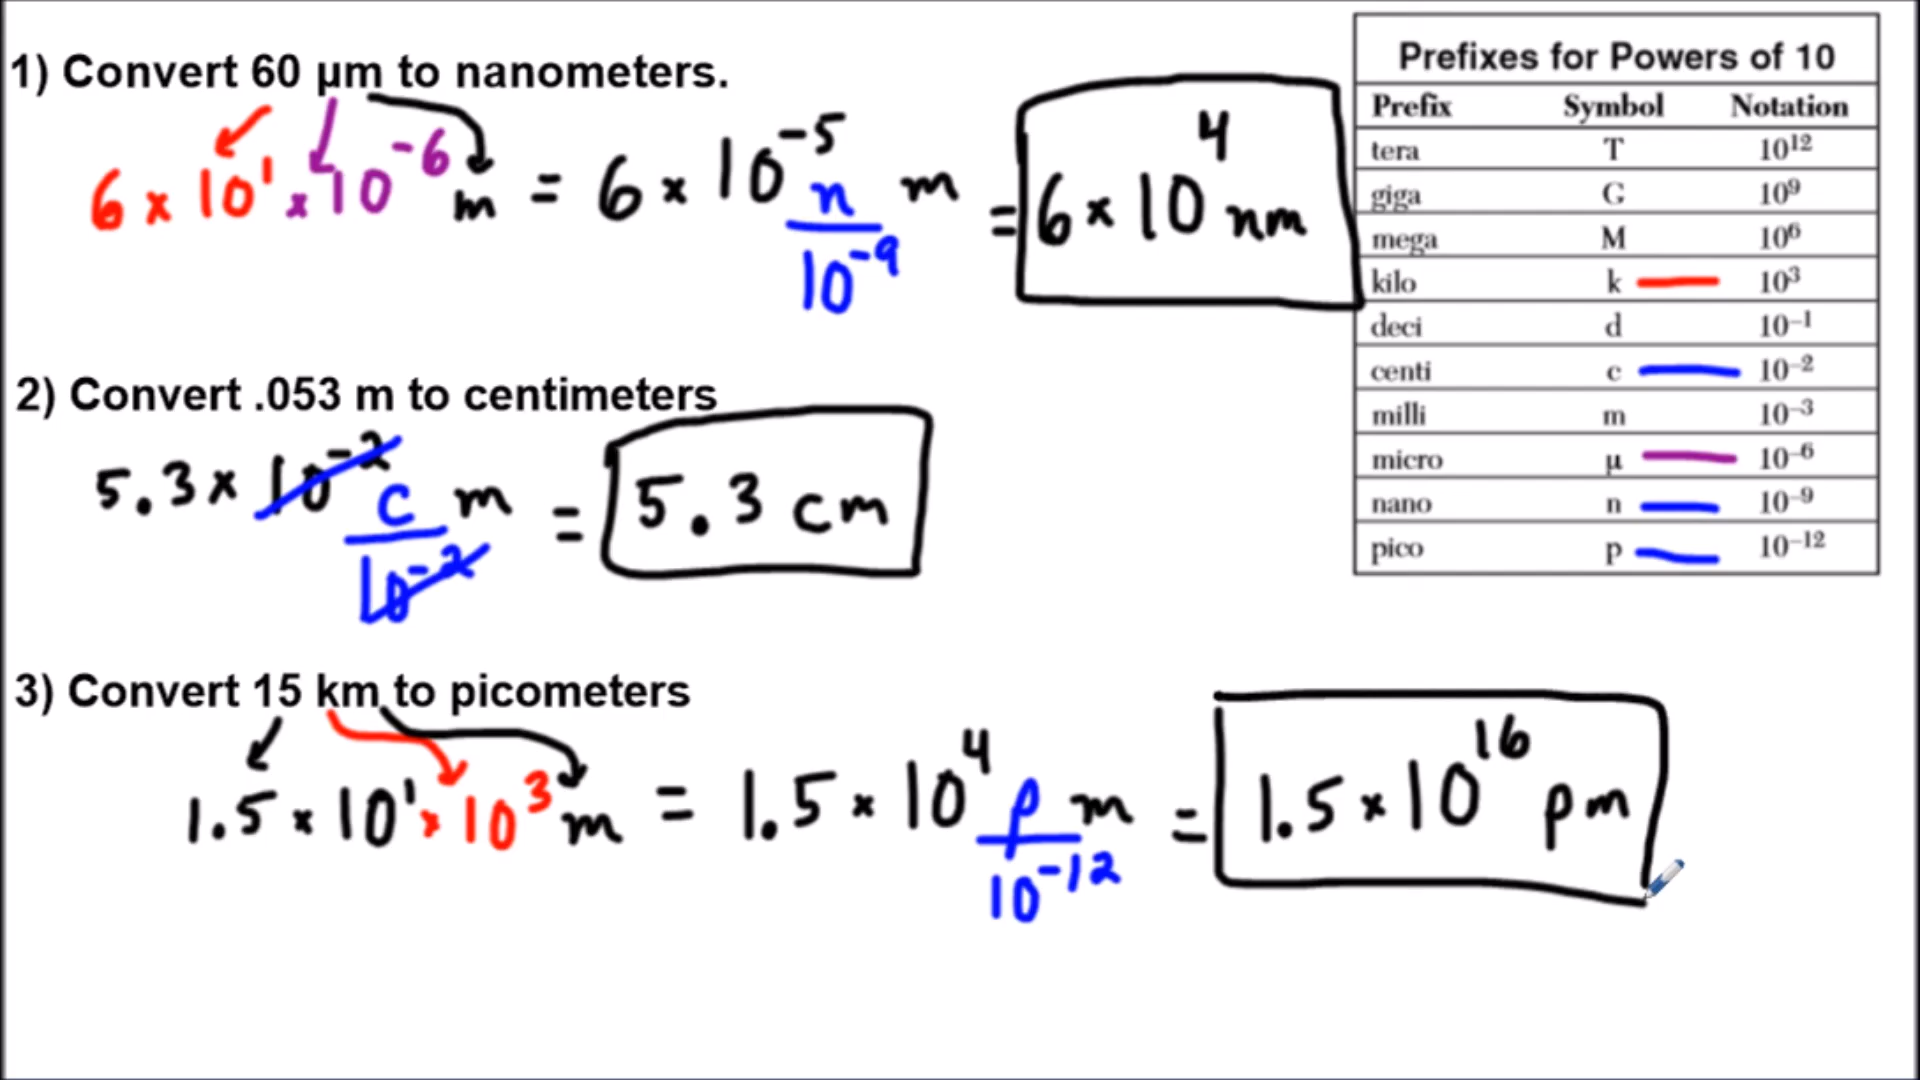 1) Convert 60 µm to nanometers.
6 × 10¹ × 10⁻⁶ m = 6 × 10⁻⁵ n/10⁻⁹ m = 6 × 10⁴ nm
2) Convert .053 m to centimeters
5.3 × 10⁻² c/10⁻² m = 5.3 cm
3) Convert 15 km to picometers
1.5 × 10¹ × 10³ m = 1.5 × 10⁴ p/10⁻¹² m = 1.5 × 10¹⁶ pm
Prefixes for Powers of 10
Prefix Symbol Notation
tera T 10¹²
giga G 10⁹
mega M 10⁶
kilo k 10³
deci d 10⁻¹
centi c 10⁻²
milli m 10⁻³
micro µ 10⁻⁶
nano n 10⁻⁹
pico p 10⁻¹²